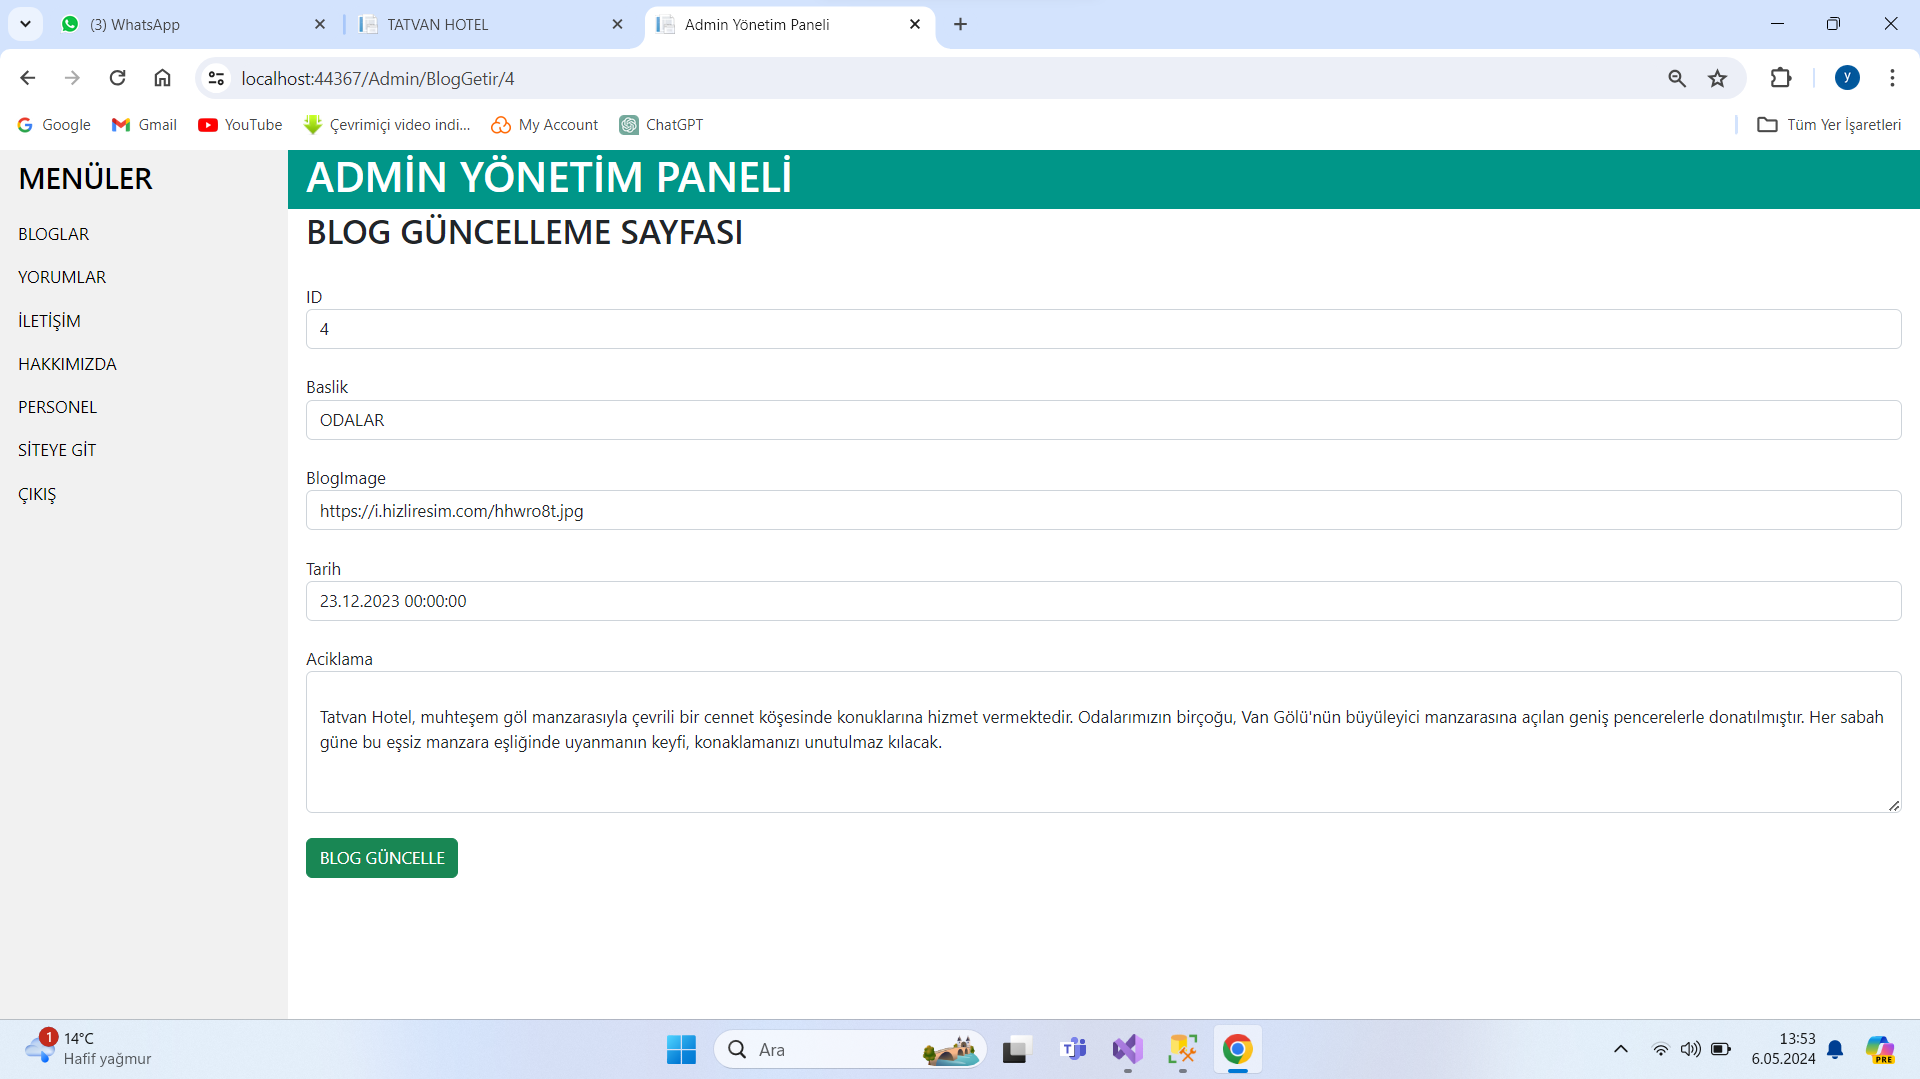 (3) WhatsApp
TATVAN HOTEL
Admin Yönetim Paneli
localhost:44367/Admin/BlogGetir/4
y
Google
Gmail
YouTube
Çevrimiçi video indi...
My Account
ChatGPT
Tüm Yer İşaretleri
MENÜLER
BLOGLAR
YORUMLAR
İLETİŞİM
HAKKIMIZDA
PERSONEL
SİTEYE GİT
ÇIKIŞ
ADMİN YÖNETİM PANELİ
BLOG GÜNCELLEME SAYFASI
ID
4
Baslik
ODALAR
BlogImage
https://i.hizliresim.com/hhwro8t.jpg
Tarih
23.12.2023 00:00:00
Aciklama
Tatvan Hotel, muhteşem göl manzarasıyla çevrili bir cennet köşesinde konuklarına hizmet vermektedir. Odalarımızın birçoğu, Van Gölü'nün büyüleyici manzarasına açılan geniş pencerelerle donatılmıştır. Her sabah
güne bu eşsiz manzara eşliğinde uyanmanın keyfi, konaklamanızı unutulmaz kılacak.
BLOG GÜNCELLE
1
14°C
Hafif yağmur
Ara
13:53
6.05.2024
PRE